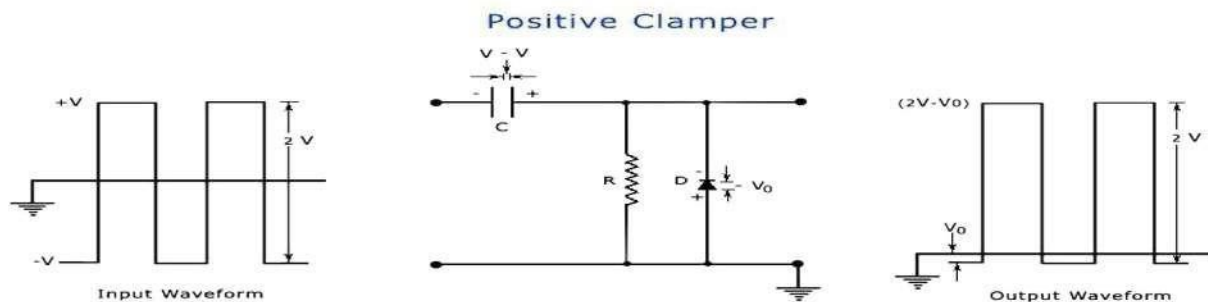 Positive Clamper
V - V
- +
C
+V
2 V
-V
Input Waveform
R
D
-
+
- V₀
(2V-V₀)
2 V
V₀
Output Waveform